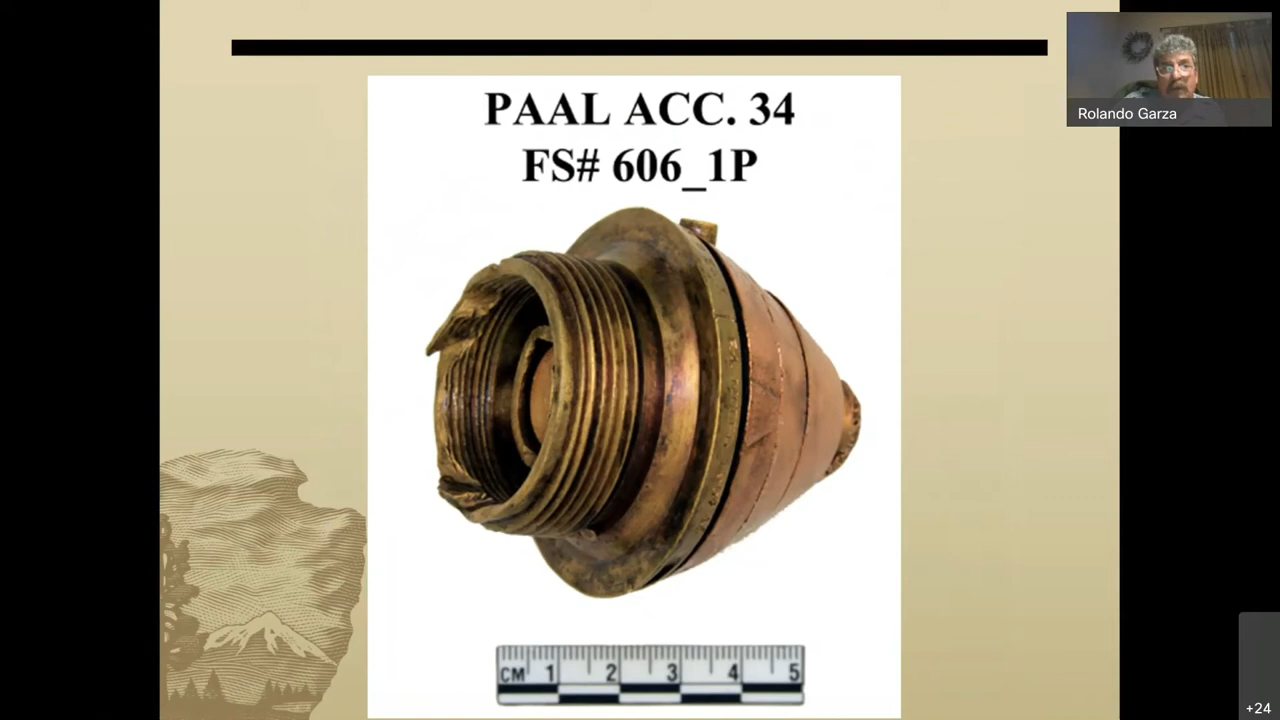 PAAL ACC. 34
FS# 606_1P
Rolando Garza
CM 1 2 3 4 5
+24